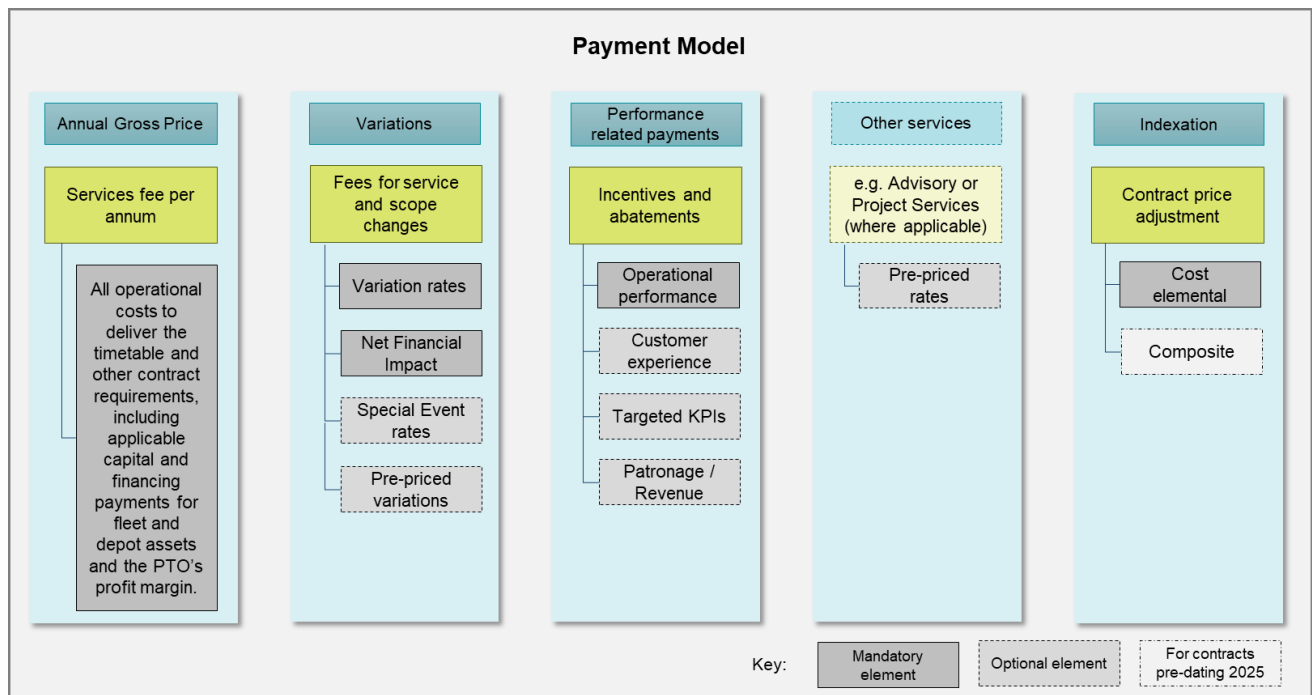 Payment Model
Annual Gross Price
Services fee per
annum
All operational
costs to
deliver the
timetable and
other contract
requirements,
including
applicable
capital and
financing
payments for
fleet and
depot assets
and the PTO's
profit margin.
Variations
Fees for service
and scope
changes
Variation rates
Net Financial
Impact
Special Event
rates
Pre-priced
variations
Performance
related payments
Incentives and
abatements
Operational
performance
Customer
experience
Targeted KPIs
Patronage /
Revenue
Other services
e.g. Advisory or
Project Services
(where applicable)
Pre-priced
rates
Indexation
Contract price
adjustment
Cost
elemental
Composite
Key:
Mandatory
element
Optional element
For contracts
pre-dating 2025